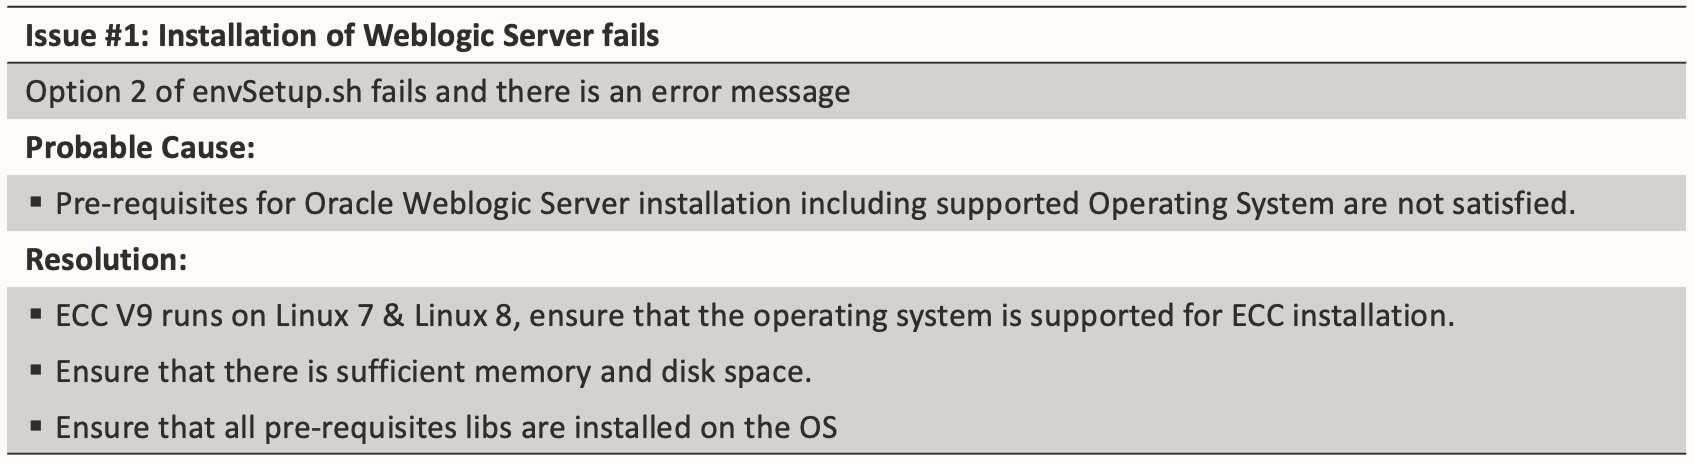 Issue #1: Installation of Weblogic Server fails
Option 2 of envSetup.sh fails and there is an error message
Probable Cause:
▪ Pre-requisites for Oracle Weblogic Server installation including supported Operating System are not satisfied.
Resolution:
▪ ECC V9 runs on Linux 7 & Linux 8, ensure that the operating system is supported for ECC installation.
▪ Ensure that there is sufficient memory and disk space.
▪ Ensure that all pre-requisites libs are installed on the OS